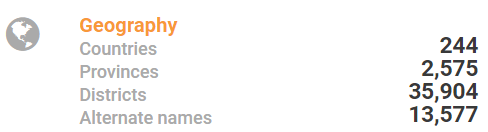 Geography
Countries 244
Provinces 2,575
Districts 35,904
Alternate names 13,577